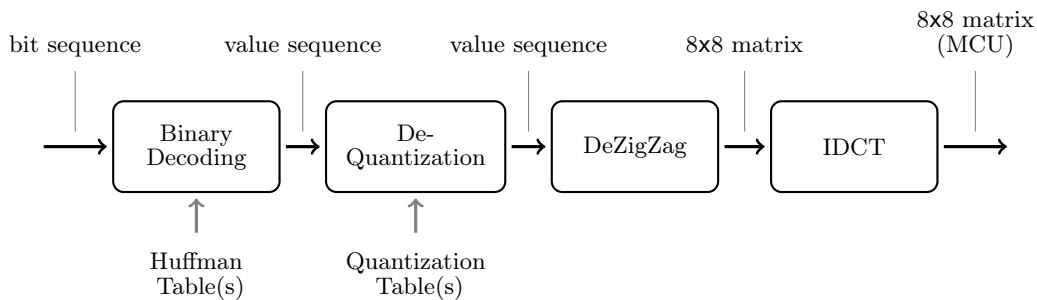 8x8 matrix
(MCU)
bit sequence
value sequence
value sequence
8x8 matrix
Binary
Decoding
De-
Quantization
DeZigZag
IDCT
Huffman
Table(s)
Quantization
Table(s)